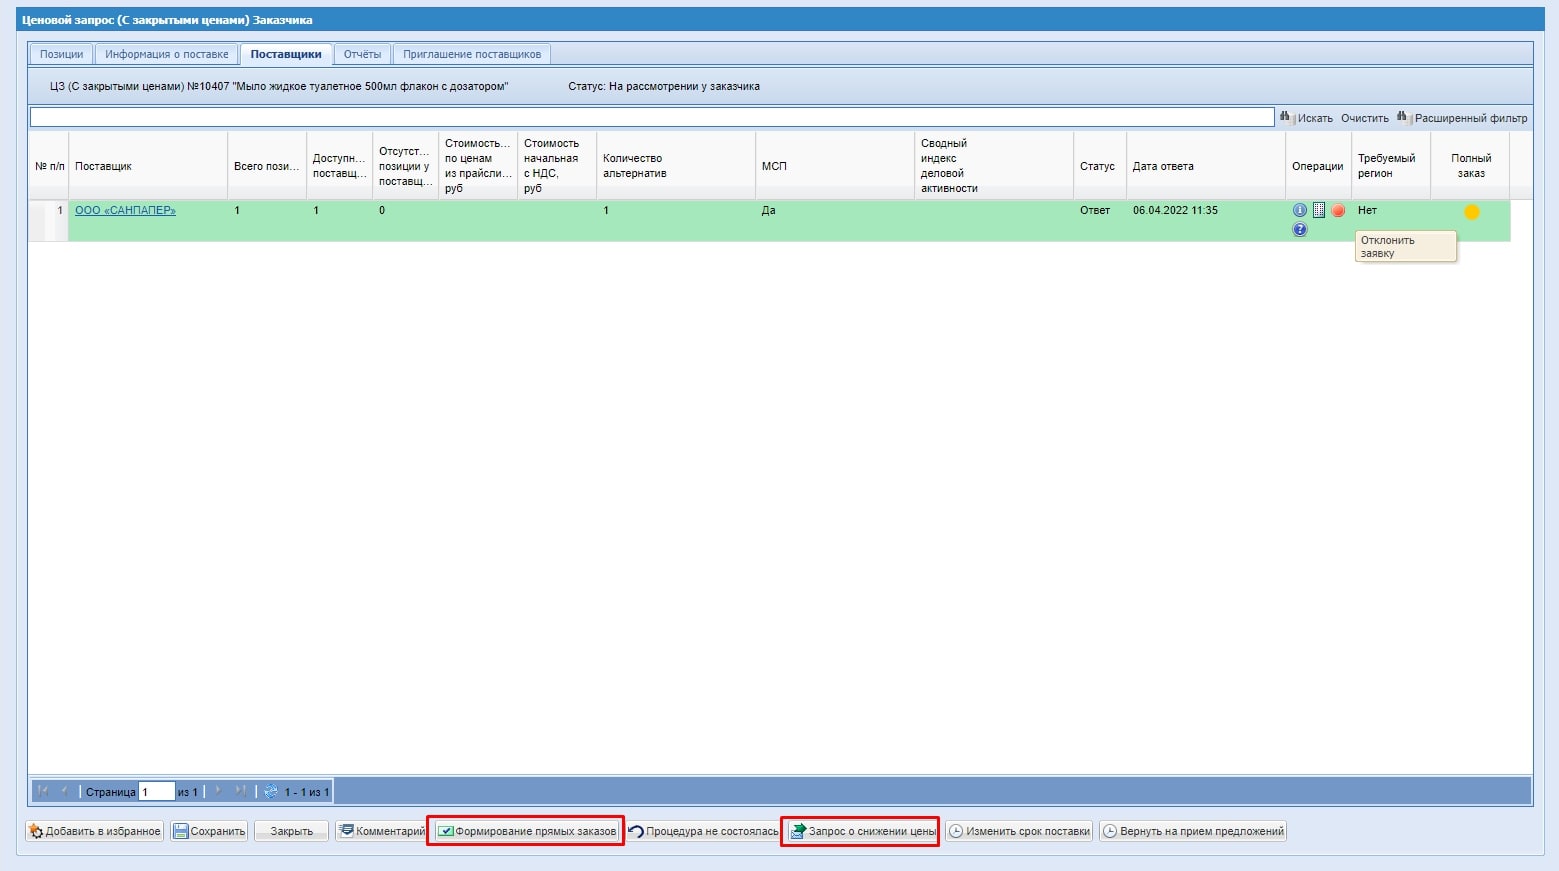 Ценовой запрос (С закрытыми ценами) Заказчика
Позиции Информация о поставке Поставщики Отчёты Приглашение поставщиков
ЦЗ (С закрытыми ценами) №10407 "Мыло жидкое туалетное 500мл флакон с дозатором" Статус: На рассмотрении у заказчика
Искать Очистить Расширенный фильтр
№ п/п
Поставщик
Всего пози...
Доступн...
поставщ...
Отсутст...
позиции у
поставщ...
Стоимость...
по ценам
из прайсли...
руб
Стоимость
начальная
с НДС,
руб
Количество
альтернатив
МСП
Сводный
индекс
деловой
активности
Статус
Дата ответа
Операции
Требуемый
регион
Полный
заказ
1 ООО «САНПАПЕР» 1 1 0 1 Да Ответ 06.04.2022 11:35 Нет
Отклонить
заявку
Страница 1 из 1 1 - 1 из 1
Добавить в избранное Сохранить Закрыть Комментарий Формирование прямых заказов Процедура не состоялась Запрос о снижении цены Изменить срок поставки Вернуть на прием предложений